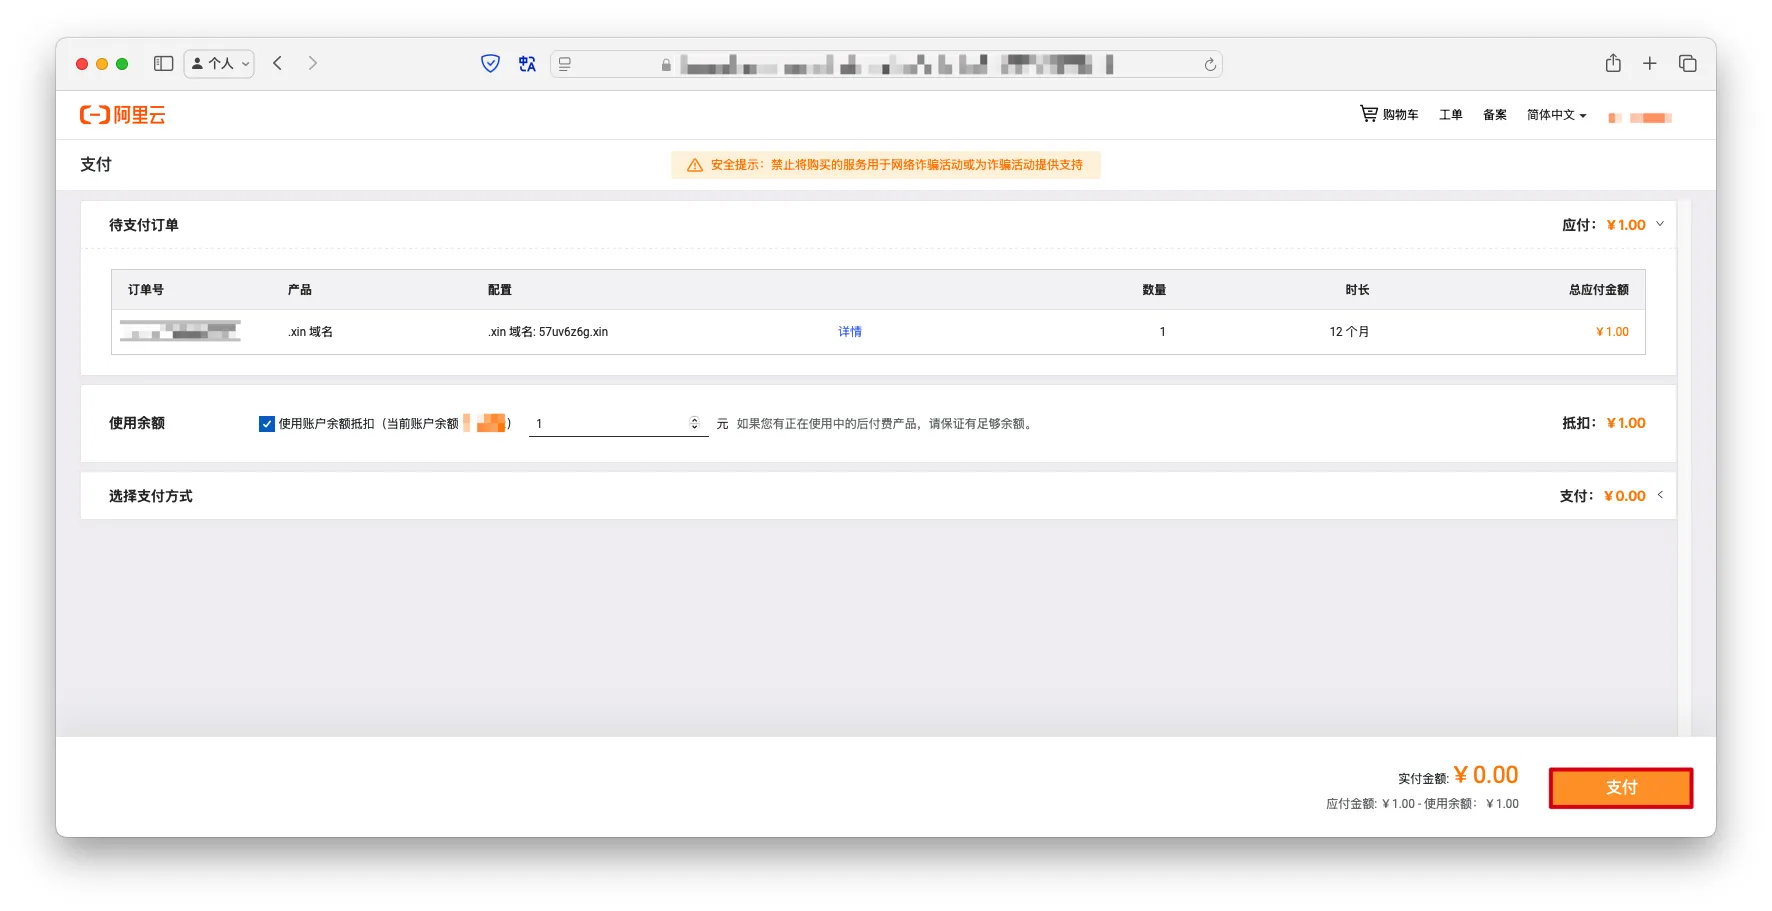 个人
阿里云
购物车 工单 备案 简体中文
支付
安全提示：禁止将购买的服务用于网络诈骗活动或为诈骗活动提供支持
待支付订单 应付：¥1.00
订单号 产品 配置 数量 时长 总应付金额
.xin 域名 .xin 域名: 57uv6z6g.xin 详情 1 12 个月 ¥1.00
使用余额 使用账户余额抵扣（当前账户余额 ） 1 元 如果您有正在使用中的后付费产品，请保证有足够余额。 抵扣：¥1.00
选择支付方式 支付：¥0.00
实付金额: ¥0.00
应付金额: ¥1.00 - 使用余额： ¥1.00
支付